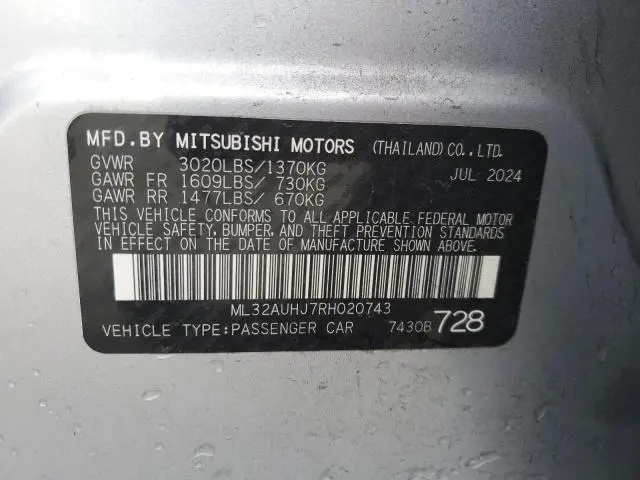 MFD.BY MITSUBISHI MOTORS (THAILAND) CO., LTD.
GVWR 3020LBS/1370KG JUL 2024
GAWR FR 1609LBS/ 730KG
GAWR RR 1477LBS/ 670KG
THIS VEHICLE CONFORMS TO ALL APPLICABLE FEDERAL MOTOR
VEHICLE SAFETY, BUMPER, AND THEFT PREVENTION STANDARDS
IN EFFECT ON THE DATE OF MANUFACTURE SHOWN ABOVE.
ML32AUHJ7RH020743
VEHICLE TYPE:PASSENGER CAR 7430B 728